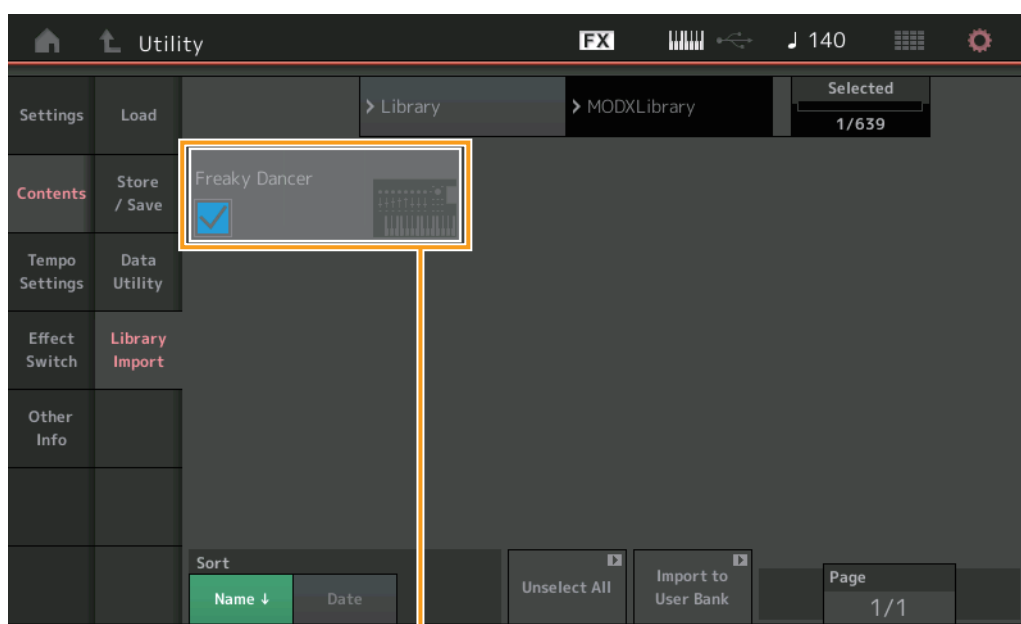 Utility
FX
♩ 140
Settings
Load
> Library
> MODXLibrary
Selected
1/639
Contents
Store
/ Save
Freaky Dancer
Tempo
Settings
Data
Utility
Effect
Switch
Library
Import
Other
Info
Sort
Name ↓
Date
Unselect All
Import to
User Bank
Page
1/1